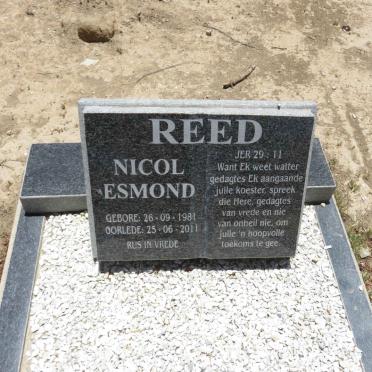 REED
NICOL
ESMOND
GEBORE: 26-09-1981
OORLEDE: 25-06-2011
RUS IN VREDE
JER 29:11
Want Ek weet watter
gedagtes Ek aangaande
julle koester, spreek
die Here, gedagtes
van vrede en nie
van onheil nie, om
julle 'n hoopvolle
toekoms te gee.